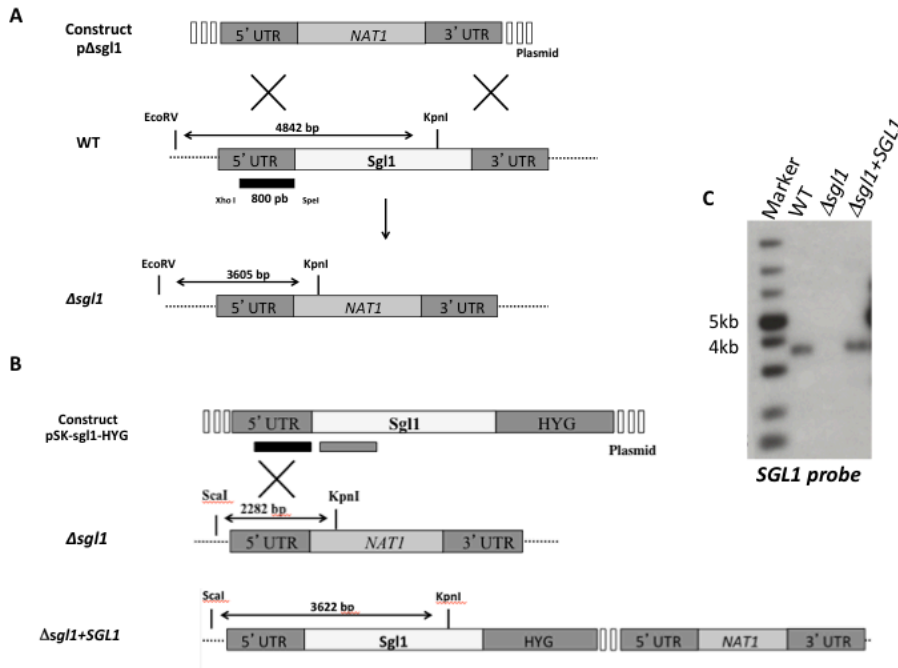 A
Construct
pΔsgl1
5' UTR NAT1 3' UTR
Plasmid
EcoRV KpnI
4842 bp
WT
5' UTR Sgl1 3' UTR
Xho I 800 pb SpeI
EcoRV KpnI
3605 bp
Δsgl1
5' UTR NAT1 3' UTR
B
Construct
pSK-sgl1-HYG
5' UTR Sgl1 HYG
Plasmid
ScaI KpnI
2282 bp
Δsgl1
5' UTR NAT1 3' UTR
ScaI KpnI
3622 bp
Δsgl1+SGL1
5' UTR Sgl1 HYG 5' UTR NAT1 3' UTR
C
Marker
WT
Δsgl1
Δsgl1+SGL1
5kb
4kb
SGL1 probe